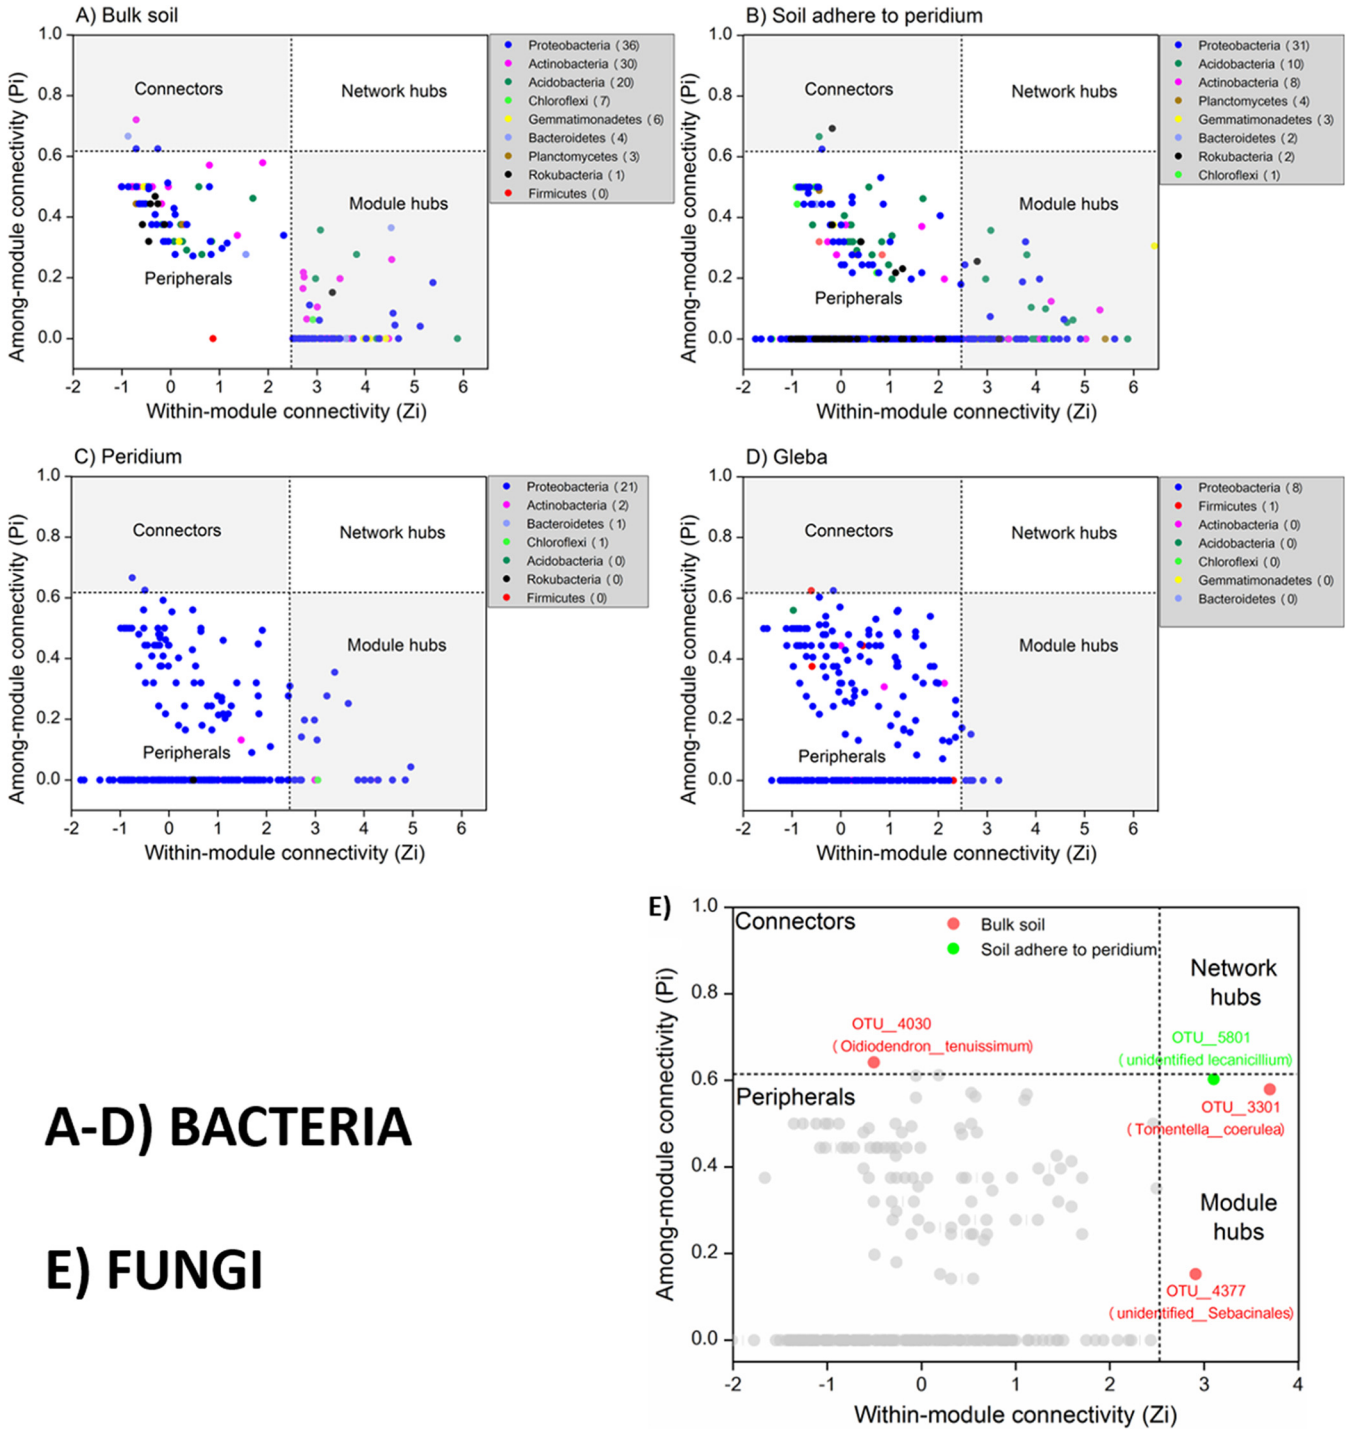 A) Bulk soil
Among-module connectivity (Pi)
1.0
0.8
0.6
0.4
0.2
0.0
Connectors
Network hubs
Module hubs
Peripherals
-2 -1 0 1 2 3 4 5 6
Within-module connectivity (Zi)
Proteobacteria (36)
Actinobacteria (30)
Acidobacteria (20)
Chloroflexi (7)
Gemmatimonadetes (6)
Bacteroidetes (4)
Planctomycetes (3)
Rokubacteria (1)
Firmicutes (0)
B) Soil adhere to peridium
Among-module connectivity (Pi)
1.0
0.8
0.6
0.4
0.2
0.0
Connectors
Network hubs
Module hubs
Peripherals
-2 -1 0 1 2 3 4 5 6
Within-module connectivity (Zi)
Proteobacteria (31)
Acidobacteria (10)
Actinobacteria (8)
Planctomycetes (4)
Gemmatimonadetes (3)
Bacteroidetes (2)
Rokubacteria (2)
Chloroflexi (1)
C) Peridium
Among-module connectivity (Pi)
1.0
0.8
0.6
0.4
0.2
0.0
Connectors
Network hubs
Module hubs
Peripherals
-2 -1 0 1 2 3 4 5 6
Within-module connectivity (Zi)
Proteobacteria (21)
Actinobacteria (2)
Bacteroidetes (1)
Chloroflexi (1)
Acidobacteria (0)
Rokubacteria (0)
Firmicutes (0)
D) Gleba
Among-module connectivity (Pi)
1.0
0.8
0.6
0.4
0.2
0.0
Connectors
Network hubs
Module hubs
Peripherals
-2 -1 0 1 2 3 4 5 6
Within-module connectivity (Zi)
Proteobacteria (8)
Firmicutes (1)
Actinobacteria (0)
Acidobacteria (0)
Chloroflexi (0)
Gemmatimonadetes (0)
Bacteroidetes (0)
A-D) BACTERIA
E) FUNGI
E)
Among-module connectivity (Pi)
1.0
0.8
0.6
0.4
0.2
0.0
Connectors
Bulk soil
Soil adhere to peridium
Network
hubs
OTU__4030
(Oidiodendron__tenuissimum)
OTU__5801
(unidentified lecanicillium)
Peripherals
OTU__3301
(Tomentella__coerulea)
Module
hubs
OTU__4377
(unidentified__Sebacinales)
-2 -1 0 1 2 3 4
Within-module connectivity (Zi)